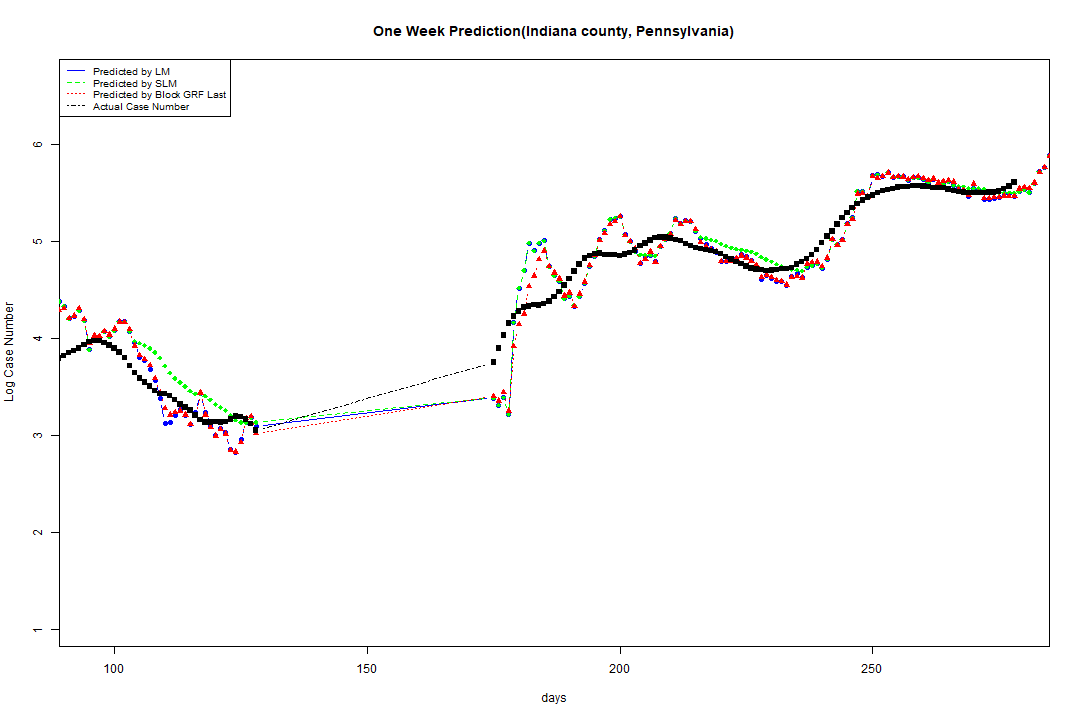 One Week Prediction(Indiana county, Pennsylvania)
Predicted by LM
Predicted by SLM
Predicted by Block GRF Last
Actual Case Number
Log Case Number
6
5
4
3
2
1
100 150 200 250
days